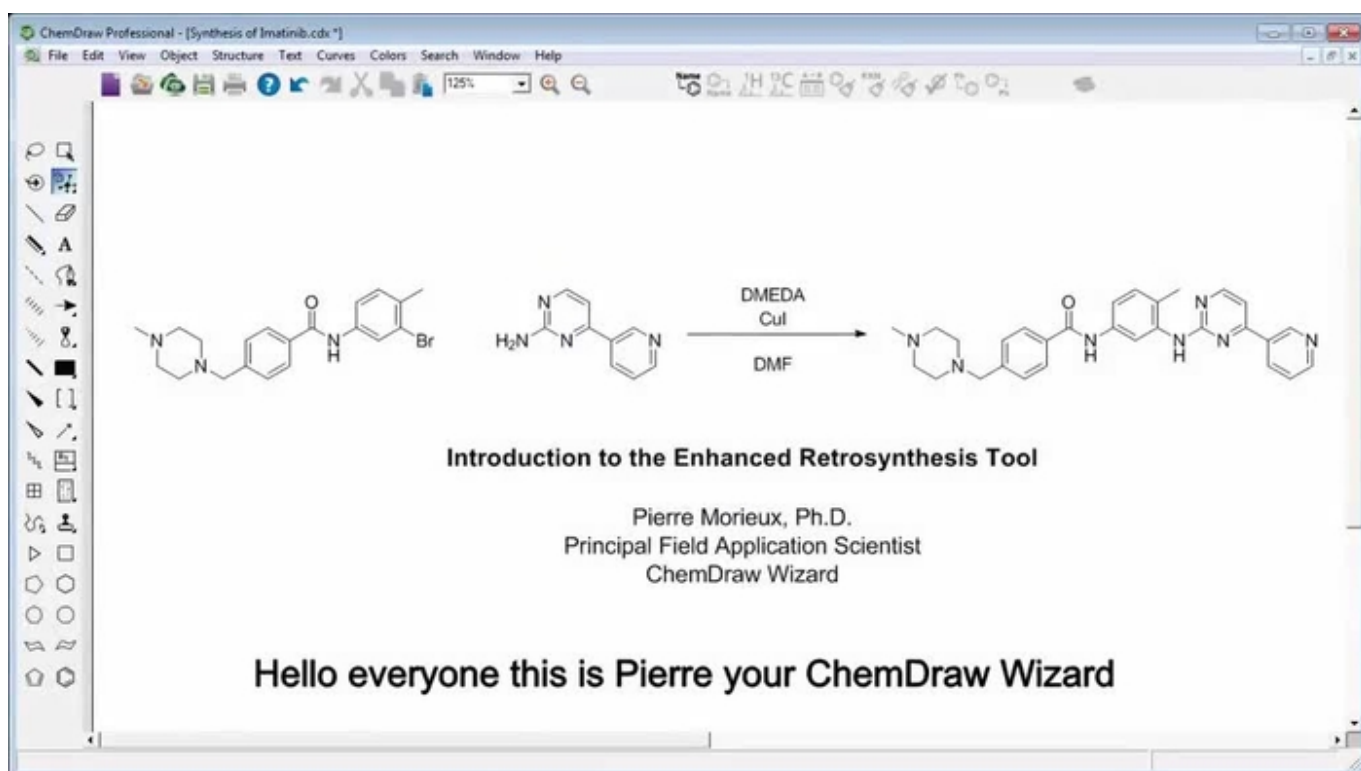 ChemDraw Professional - [Synthesis of Imatinib.cdx *]
File Edit View Object Structure Text Curves Colors Search Window Help
125%
DMEDA
CuI
DMF
O
N
H
Br
N
N
H₂N
N
N
N
O
N
H
N
H
N
N
N
N
N
Introduction to the Enhanced Retrosynthesis Tool
Pierre Morieux, Ph.D.
Principal Field Application Scientist
ChemDraw Wizard
Hello everyone this is Pierre your ChemDraw Wizard